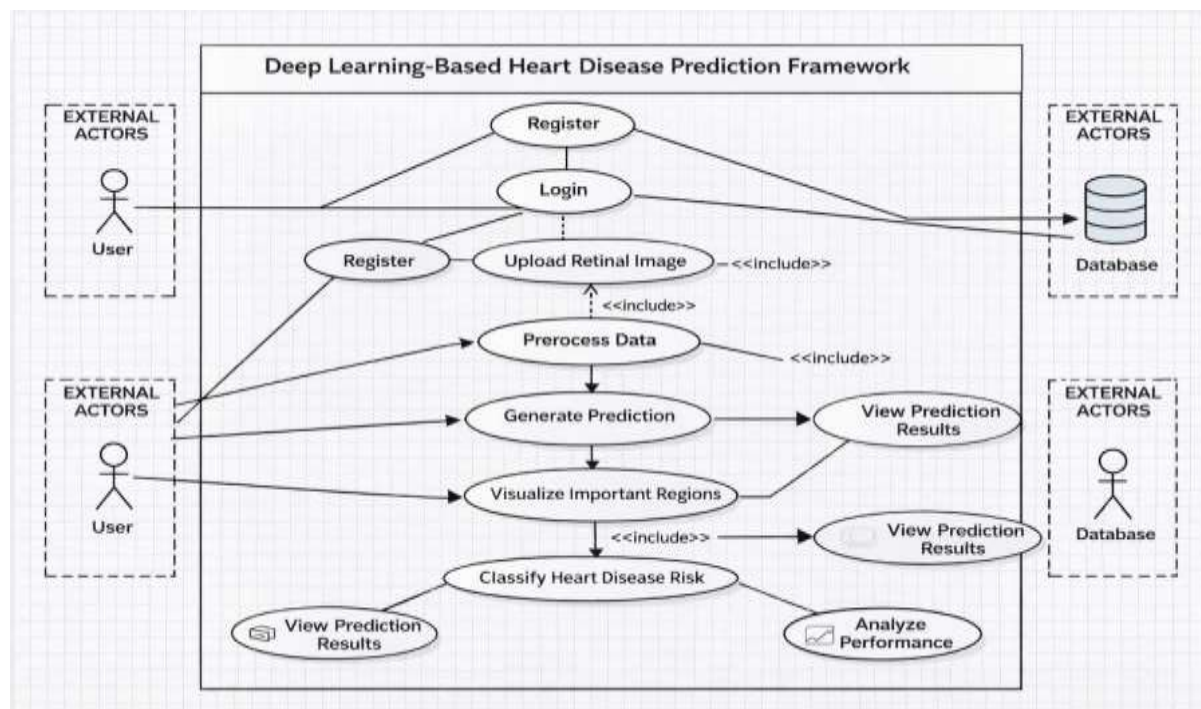 Deep Learning-Based Heart Disease Prediction Framework
EXTERNAL
ACTORS
User
EXTERNAL
ACTORS
User
Register
Login
Register
Upload Retinal Image
<<include>>
<<include>>
Prerocess Data
<<include>>
Generate Prediction
View Prediction
Results
Visualize Important Regions
<<include>>
View Prediction
Results
Classify Heart Disease Risk
View Prediction
Results
Analyze
Performance
EXTERNAL
ACTORS
Database
EXTERNAL
ACTORS
Database